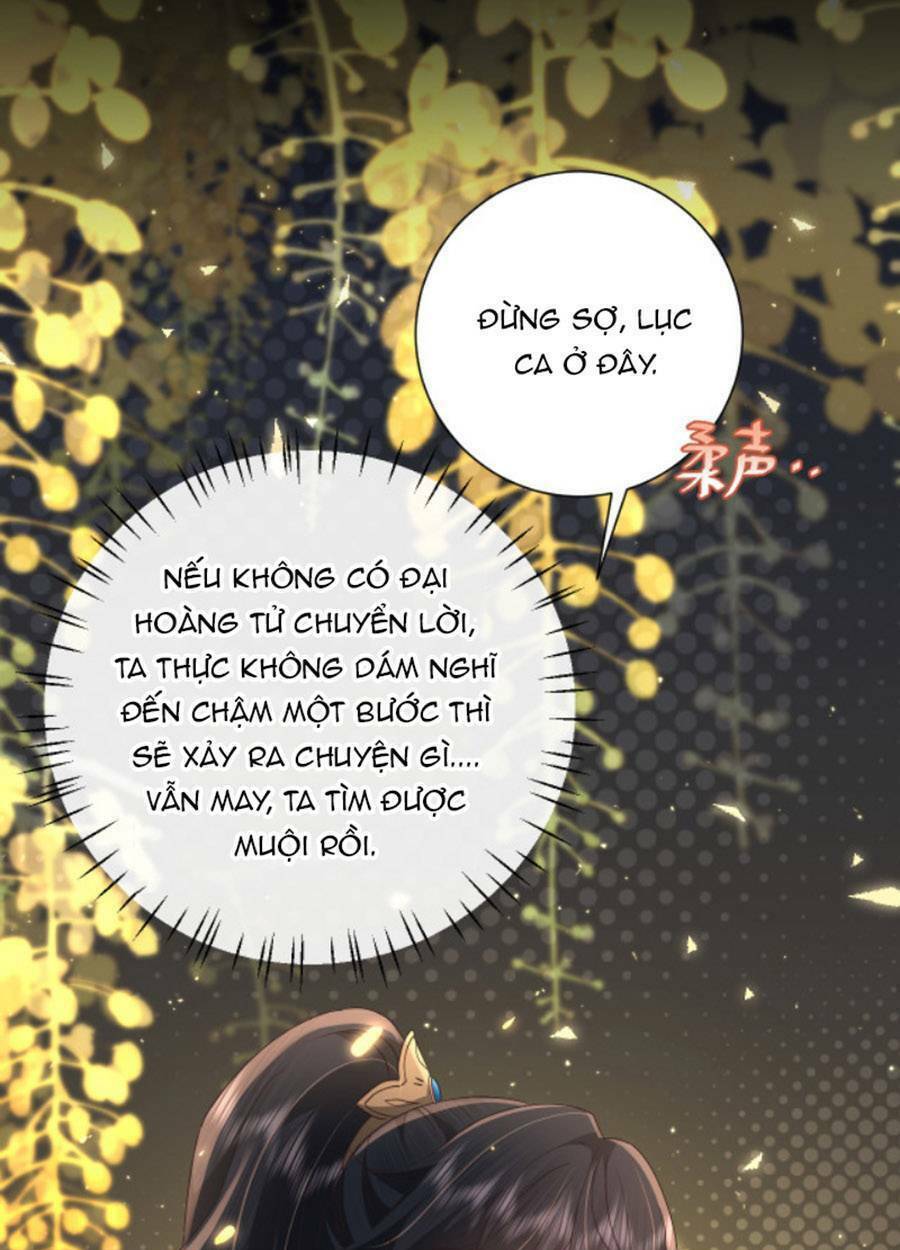 ĐỪNG SỢ, LỤC
CA Ở ĐÂY.
柔声..
NẾU KHÔNG CÓ ĐẠI
HOÀNG TỬ CHUYỂN LỜI,
TA THỰC KHÔNG DÁM NGHĨ
ĐẾN CHẬM MỘT BƯỚC THÌ
SẼ XẢY RA CHUYỆN GÌ....
VẪN MAY, TA TÌM ĐƯỢC
MUỘI RỒI.